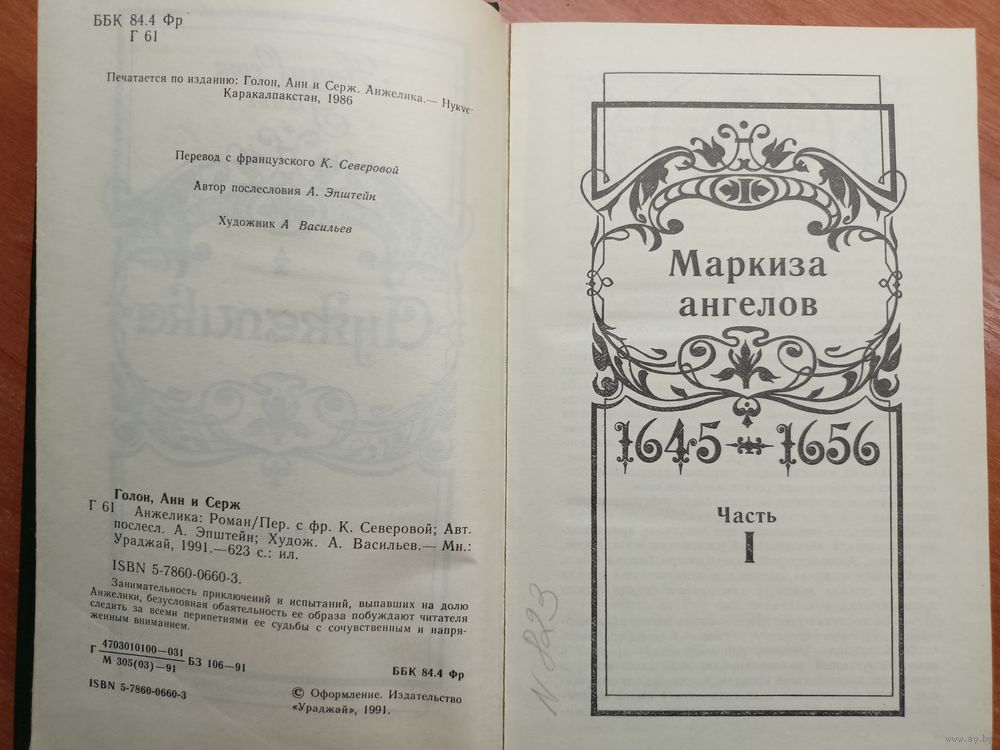 ББК 84.4 Фр
Г 61
Печатается по изданию: Голон, Анн и Серж. Анжелика.— Нукус
Каракалпакстан, 1986
Перевод с французского К. Северовой
Автор послесловия А. Эпштейн
Художник А Васильев
Голон, Анн и Серж
Г 61 Анжелика: Роман/Пер. с фр. К. Северовой; Авт.
послесл. А. Эпштейн; Худож. А. Васильев.— Мн.:
Ураджай, 1991.—623 с.: ил.
ISBN 5-7860-0660-3.
Занимательность приключений и испытаний, выпавших на долю
Анжелики, безусловная обаятельность ее образа побуждают читателя
следить за всеми перипетиями ее судьбы с сочувственным и напря-
женным вниманием.
Г 4703010100—031
М 305(03)—91 БЗ 106—91
ББК 84.4 Фр
ISBN 5-7860-0660-3
© Оформление. Издательство
«Ураджай», 1991.
I
Маркиза
ангелов
1645 — 1656
Часть
I
N 823
www.ay.by